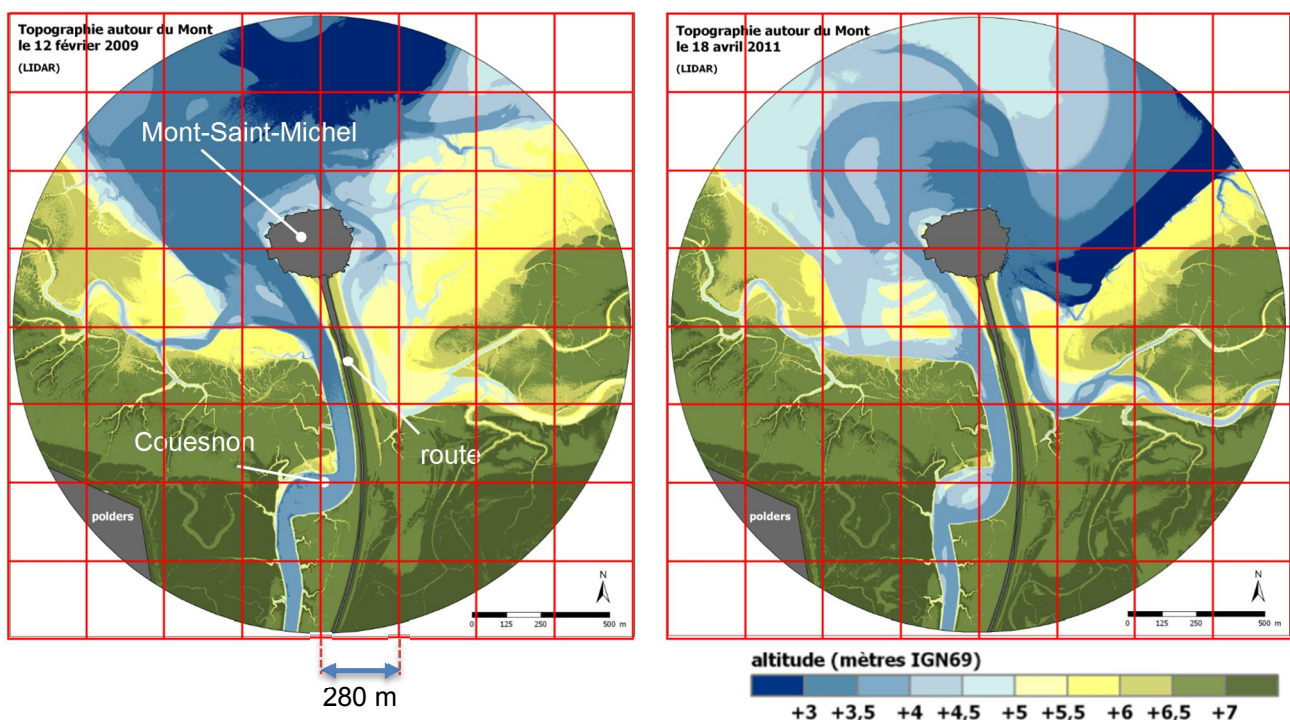 Topographie autour du Mont
le 12 février 2009
(LIDAR)
Mont-Saint-Michel
Couesnon
route
polders
N
0 125 250 500 m
280 m
Topographie autour du Mont
le 18 avril 2011
(LIDAR)
polders
N
0 125 250 500 m
altitude (mètres IGN69)
+3 +3,5 +4 +4,5 +5 +5,5 +6 +6,5 +7